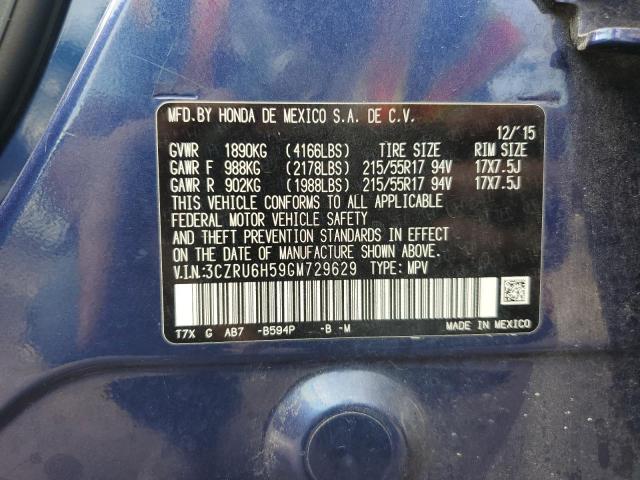 MFD.BY HONDA DE MEXICO S.A. DE C.V.
12/'15
GVWR 1890KG (4166LBS) TIRE SIZE RIM SIZE
GAWR F 988KG (2178LBS) 215/55R17 94V 17X7.5J
GAWR R 902KG (1988LBS) 215/55R17 94V 17X7.5J
THIS VEHICLE CONFORMS TO ALL APPLICABLE
FEDERAL MOTOR VEHICLE SAFETY
AND THEFT PREVENTION STANDARDS IN EFFECT
ON THE DATE OF MANUFACTURE SHOWN ABOVE.
V.I.N:3CZRU6H59GM729629 TYPE: MPV
T7X G AB7 -B594P -B -M
MADE IN MEXICO